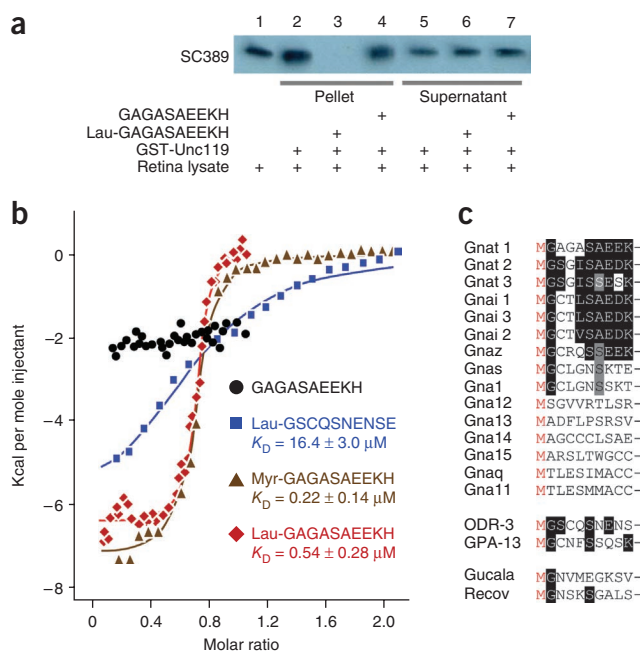 a
1 2 3 4 5 6 7
SC389
Pellet Supernatant
GAGASAEEKH + +
Lau-GAGASAEEKH + +
GST-Unc119 + + + + + +
Retina lysate + + + + + + +
b
Kcal per mole injectant
0
−2
−4
−6
−8
GAGASAEEKH
Lau-GSCQSNENSE
KD = 16.4 ± 3.0 μM
Myr-GAGASAEEKH
KD = 0.22 ± 0.14 μM
Lau-GAGASAEEKH
KD = 0.54 ± 0.28 μM
0 0.4 0.8 1.2 1.6 2.0
Molar ratio
c
Gnat 1 MGAGASAEEK
Gnat 2 MGSGISAEDK
Gnat 3 MGSGISSESK
Gnai 1 MGCTLSAEDK
Gnai 3 MGCTLSAEDK
Gnai 2 MGCTVSAEDK
Gnaz MGCRQSSEEK
Gnas MGCLGNSKTE
Gna1 MGCLGNSSKT
Gna12 MSGVVRTLSR
Gna13 MADFLPSRSV
Gna14 MAGCCCLSAE
Gna15 MARSLTWGCC
Gnaq MTLESIMACC
Gna11 MTLESMMACC
ODR-3 MGSCQSNENS
GPA-13 MGCNFSSQSK
Gucala MGNVMEGKSV
Recov MGNSKSGALS